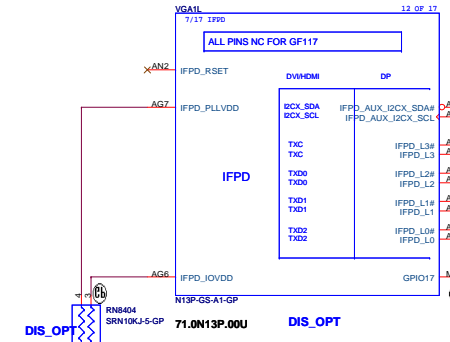 VGA1L
12 OF 17
7/17 IFPD
ALL PINS NC FOR GF117
AN2
IFPD_RSET
DVI/HDMI
DP
AG7
IFPD_PLLVDD
I2CX_SDA
IFPD_AUX_I2CX_SDA#
I2CX_SCL
IFPD_AUX_I2CX_SCL
TXC
IFPD_L3#
TXC
IFPD_L3
IFPD
TXD0
IFPD_L2#
TXD0
IFPD_L2
TXD1
IFPD_L1#
TXD1
IFPD_L1
TXD2
IFPD_L0#
TXD2
IFPD_L0
AG6
IFPD_IOVDD
GPIO17
4
3
N13P-GS-A1-GP
RN8404
SRN10KJ-5-GP
71.0N13P.00U
DIS_OPT
DIS_OPT